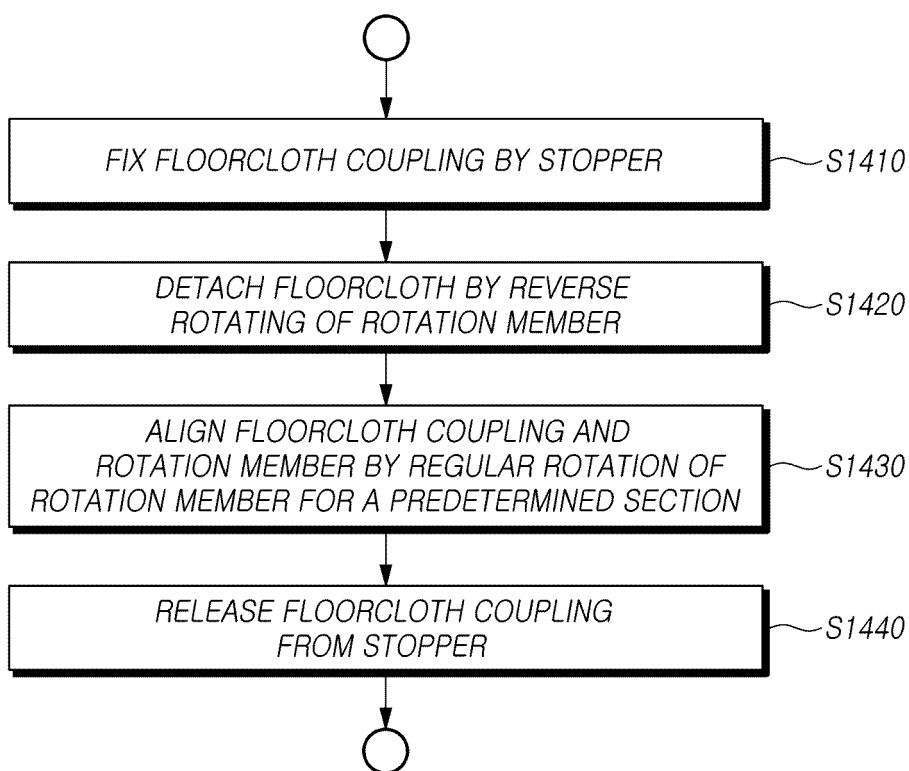 FIX FLOORCLOTH COUPLING BY STOPPER
S1410
DETACH FLOORCLOTH BY REVERSE
ROTATING OF ROTATION MEMBER
S1420
ALIGN FLOORCLOTH COUPLING AND
ROTATION MEMBER BY REGULAR ROTATION OF
ROTATION MEMBER FOR A PREDETERMINED SECTION
S1430
RELEASE FLOORCLOTH COUPLING
FROM STOPPER
S1440